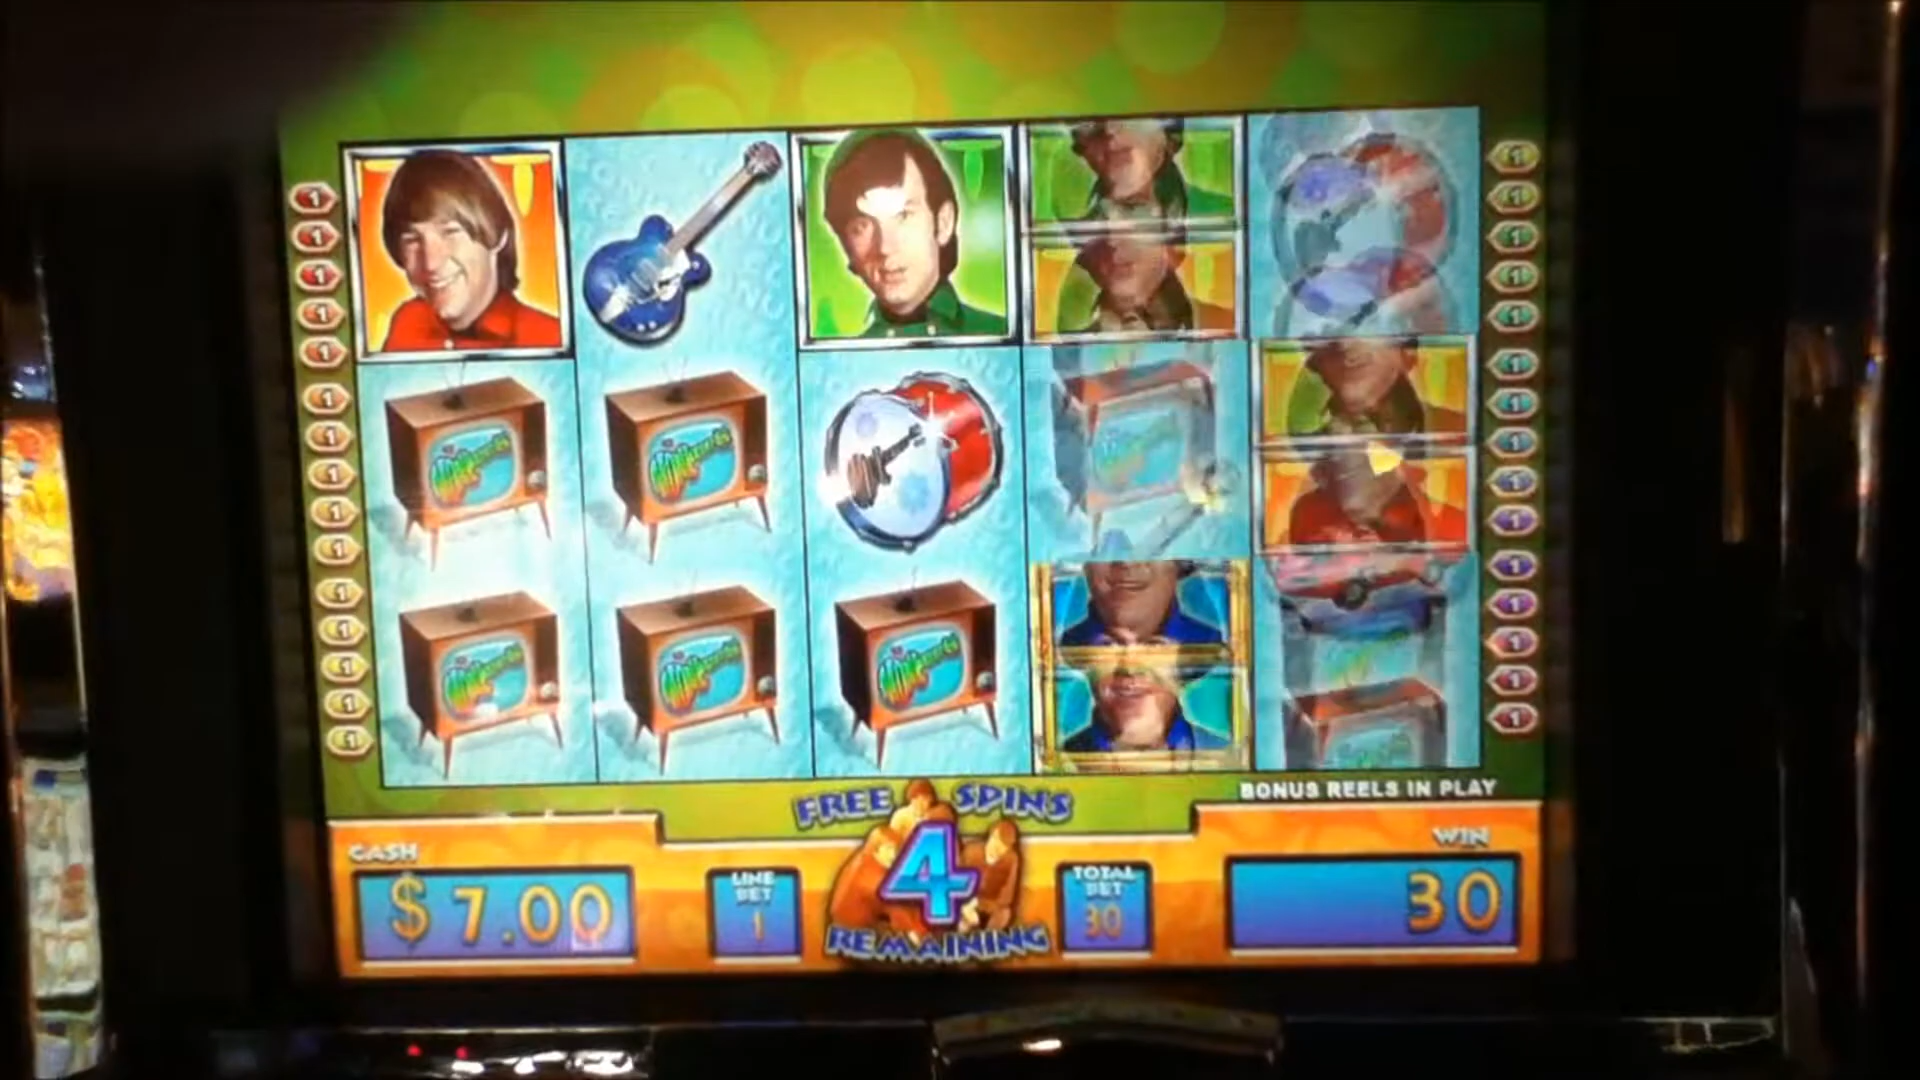 FREE SPINS
4
REMAINING
BONUS REELS IN PLAY
CASH
$7.00
LINE BET
1
TOTAL BET
30
WIN
30